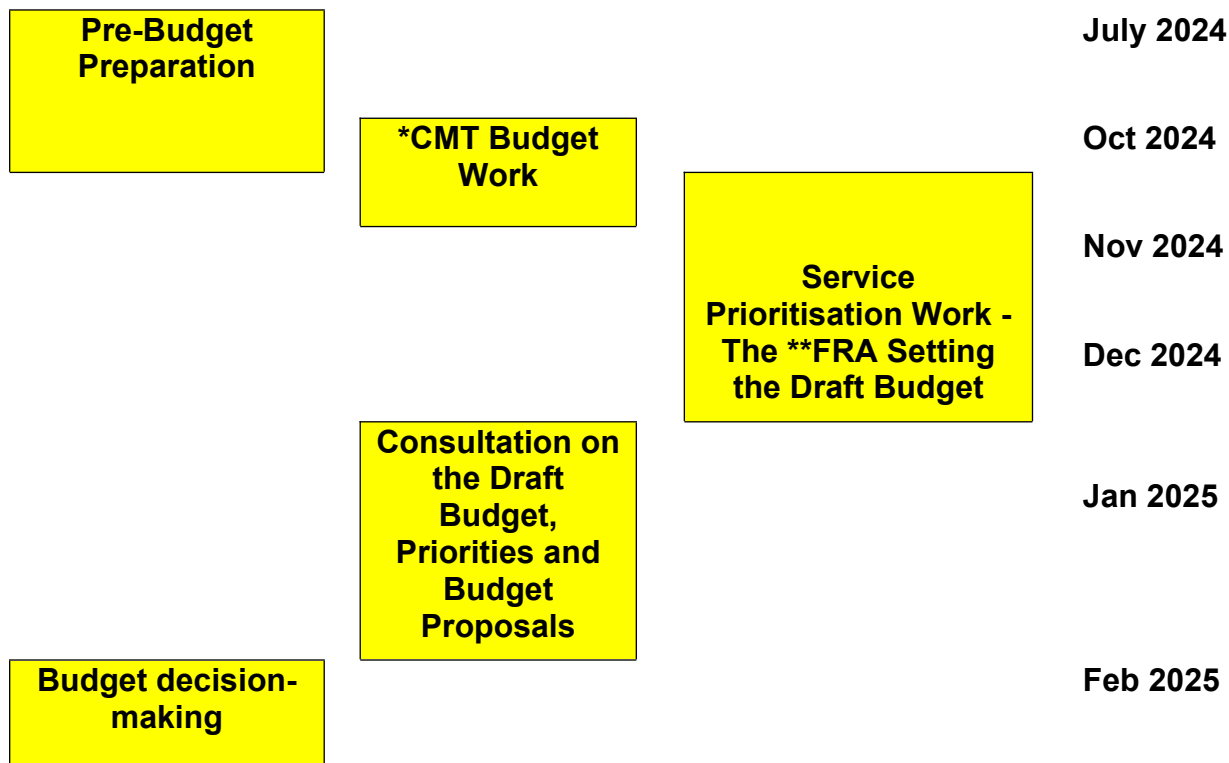 Pre-Budget
Preparation
July 2024
*CMT Budget
Work
Oct 2024
Nov 2024
Service
Prioritisation Work -
The **FRA Setting
the Draft Budget
Dec 2024
Consultation on
the Draft
Budget,
Priorities and
Budget
Proposals
Jan 2025
Budget decision-
making
Feb 2025